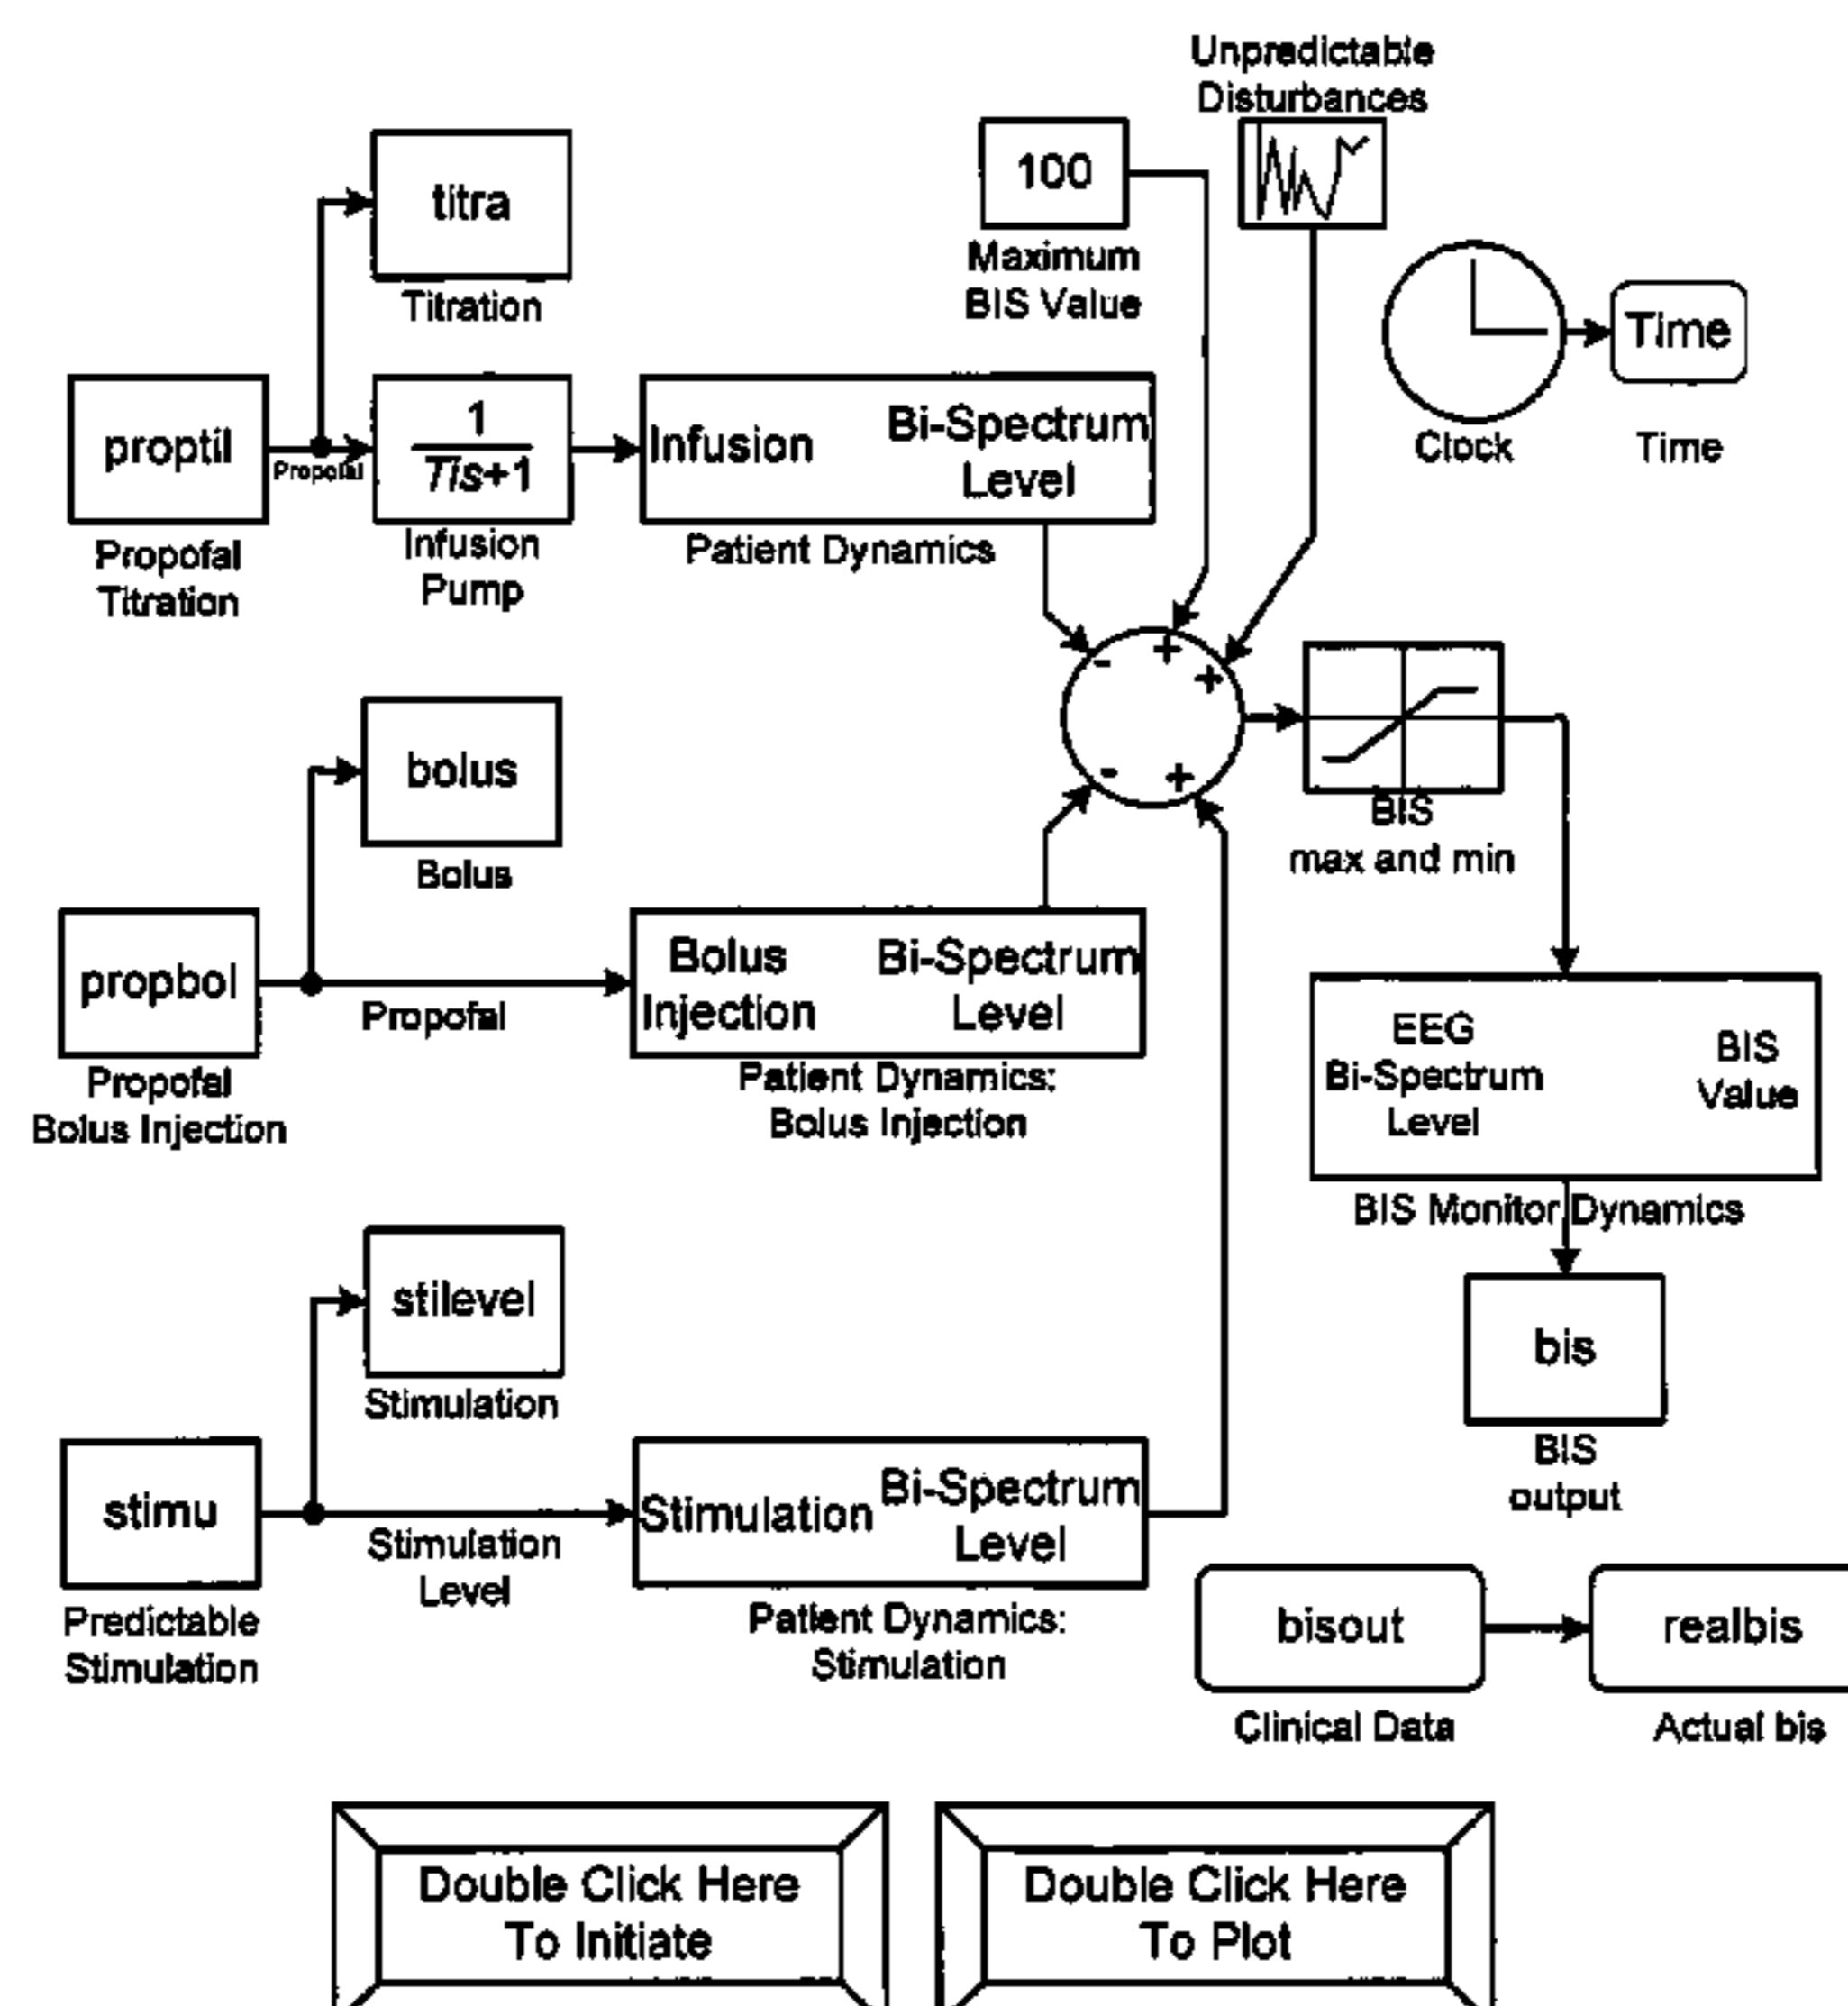 Unpredictable
Disturbances
titra
Titration
100
Maximum
BIS Value
Time
Clock
Time
proptil
Propofal
Propofal
Titration
1
Tis+1
Infusion
Pump
Infusion
Bi-Spectrum
Level
Patient Dynamics
-
+
+
-
+
BIS
max and min
bolus
Bolus
propbol
Propofal
Propofal
Bolus Injection
Bolus
Injection
Bi-Spectrum
Level
Patient Dynamics:
Bolus Injection
EEG
Bi-Spectrum
Level
BIS
Value
BIS Monitor Dynamics
bis
BIS
output
stilevel
Stimulation
stimu
Stimulation
Level
Predictable
Stimulation
Stimulation
Bi-Spectrum
Level
Patient Dynamics:
Stimulation
bisout
Clinical Data
realbis
Actual bis
Double Click Here
To Initiate
Double Click Here
To Plot